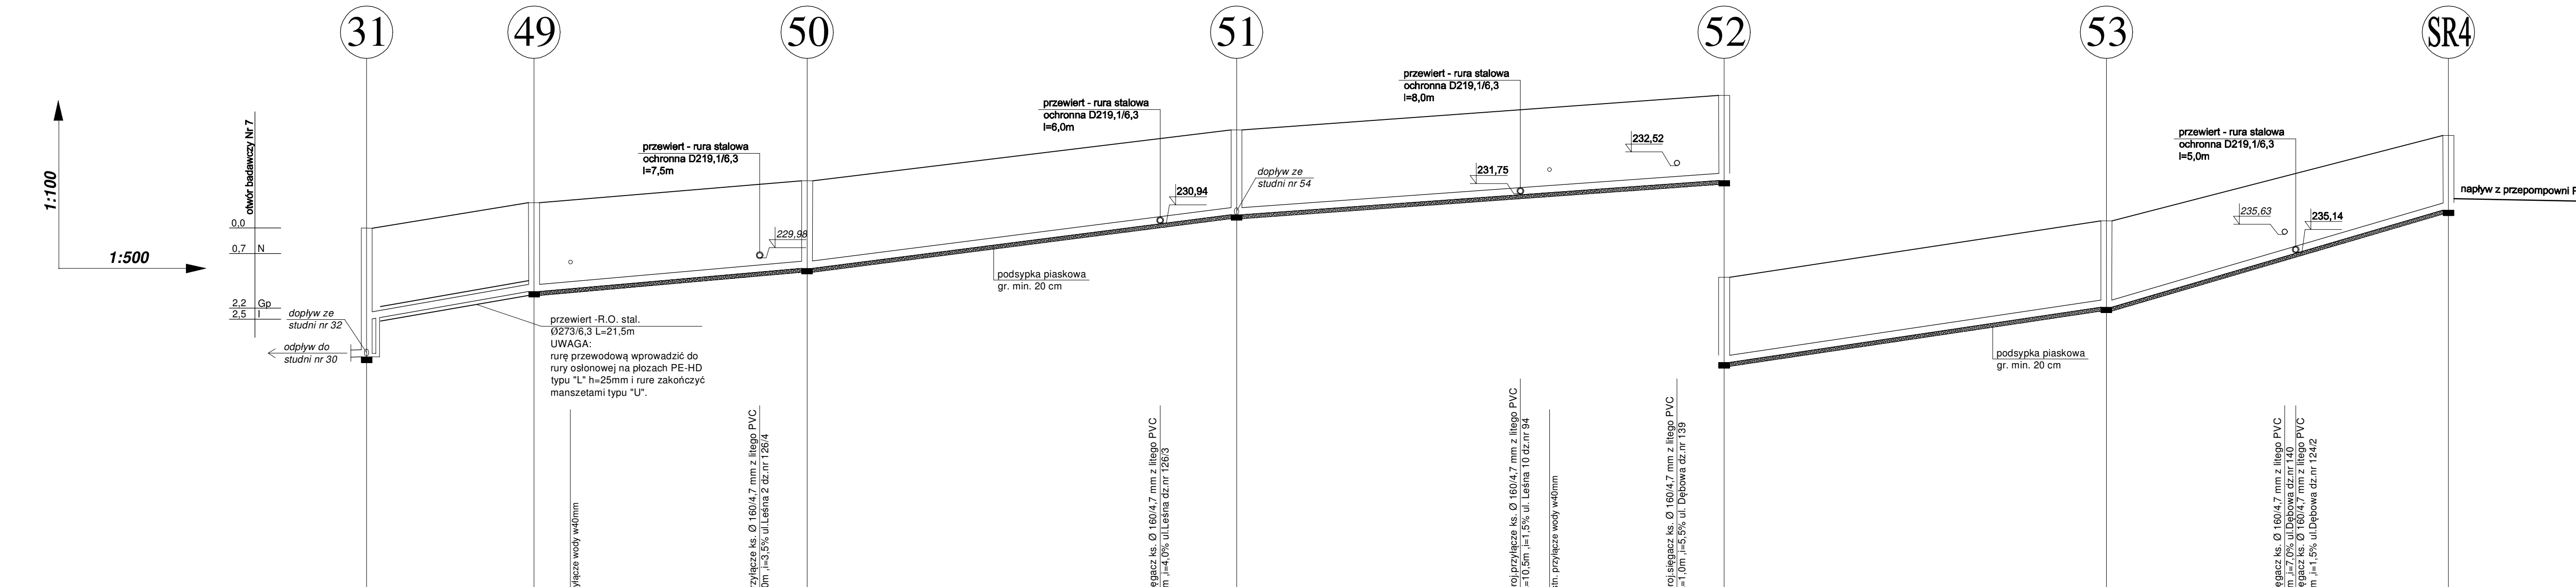 31
49
50
51
52
53
SR4
1:100
1:500
otwór badawczy Nr 7
0,0
0,7 N
2,2 Gp
2,5 I
dopływ ze
studni nr 32
odpływ do
studni nr 30
przewiert -R.O. stal.
Ø273/6,3 L=21,5m
UWAGA:
rurę przewodową wprowadzić do
rury osłonowej na płozach PE-HD
typu "L" h=25mm i rure zakończyć
manszetami typu "U".
przewiert - rura stalowa
ochronna D219,1/6,3
l=7,5m
229,98
przewiert - rura stalowa
ochronna D219,1/6,3
l=6,0m
230,94
podsypka piaskowa
gr. min. 20 cm
dopływ ze
studni nr 54
przewiert - rura stalowa
ochronna D219,1/6,3
l=8,0m
231,75
232,52
przewiert - rura stalowa
ochronna D219,1/6,3
l=5,0m
235,63
235,14
podsypka piaskowa
gr. min. 20 cm
napływ z przepompowni
wody w40mm
ks. Ø 160/4,7 mm z litego PVC
,i=3,5% ul.Leśna 2 dz.nr 126/4
ks. Ø 160/4,7 mm z litego PVC
,i=4,0% ul.Leśna dz.nr 126/3
przyłącze ks. Ø 160/4,7 mm z litego PVC
=10,5m ,i=1,5% ul. Leśna 10 dz.nr 94
przyłącze wody w40mm
sięgacz ks. Ø 160/4,7 mm z litego PVC
=1,0m ,i=5,5% ul. Dębowa dz.nr 139
ks. Ø 160/4,7 mm z litego PVC
,i=7,0% ul.Dębowa dz.nr 140
ks. Ø 160/4,7 mm z litego PVC
,i=1,5% ul.Dębowa dz.nr 124/2